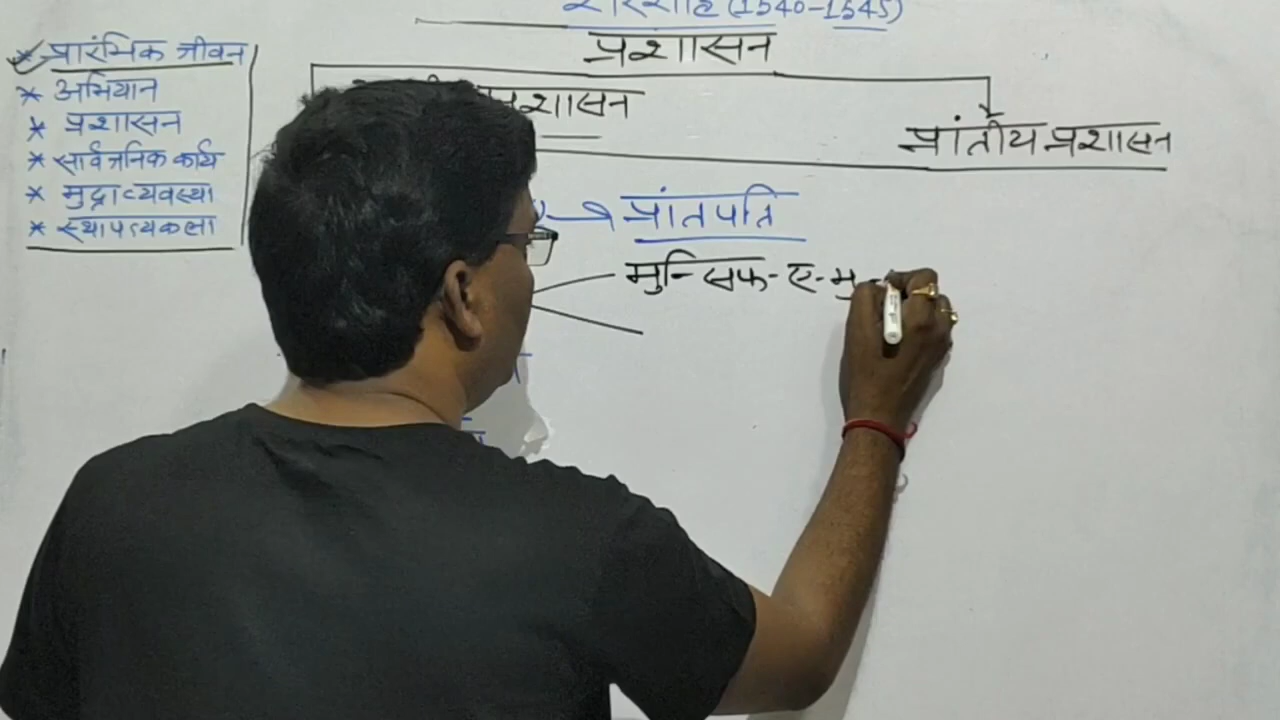 शेरशाह (1540-1545)
प्रशासन
* प्रारंभिक जीवन
* अभियान
* प्रशासन
* सार्वजनिक कार्य
* मुद्रा व्यवस्था
* स्थापत्यकला
प्रशासन
प्रांतीय प्रशासन
प्रांतपति
मुन्सिफ-ए-मु